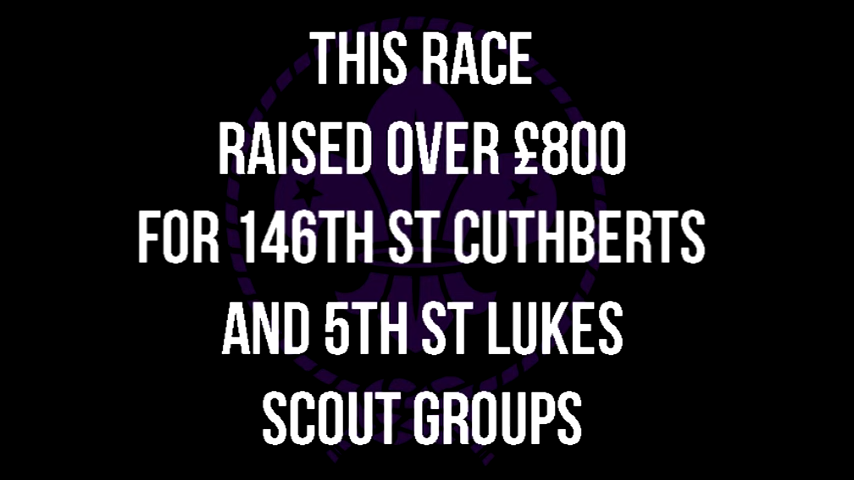 THIS RACE
RAISED OVER £800
FOR 146TH ST CUTHBERTS
AND 5TH ST LUKES
SCOUT GROUPS